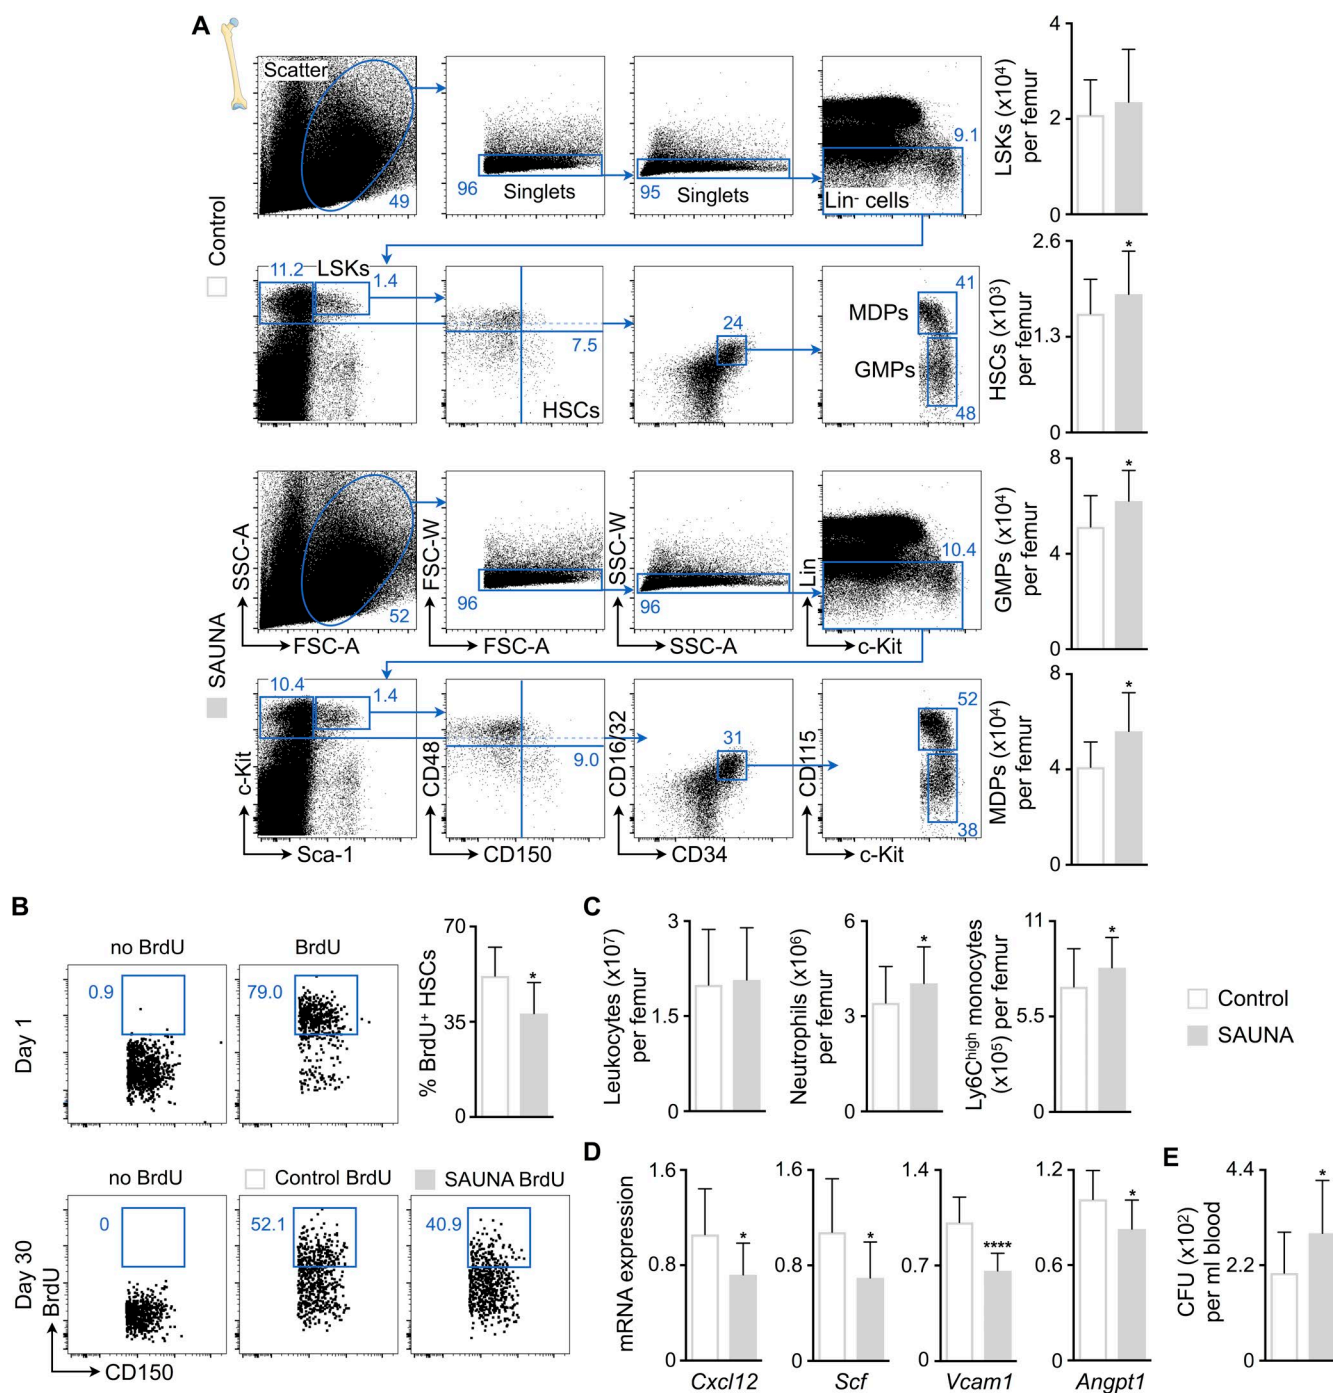 A
Control
Scatter
49
96
Singlets
95
Singlets
9.1
Lin⁻ cells
LSKs (x10⁴)
per femur
4
2
0
11.2
LSKs
1.4
7.5
HSCs
24
41
MDPs
GMPs
48
HSCs (x10³)
per femur
2.6
1.3
0
*
SAUNA
SSC-A
FSC-A
52
FSC-W
FSC-A
96
SSC-W
SSC-A
96
Lin
c-Kit
10.4
GMPs (x10⁴)
per femur
8
4
0
*
10.4
1.4
c-Kit
Sca-1
CD48
CD150
9.0
CD16/32
CD34
31
CD115
c-Kit
52
38
MDPs (x10⁴)
per femur
8
4
0
*
B
Day 1
no BrdU
0.9
BrdU
79.0
% BrdU⁺ HSCs
70
35
0
*
Day 30
no BrdU
0
Control BrdU
52.1
SAUNA BrdU
40.9
BrdU
CD150
C
Leukocytes (x10⁷)
per femur
3
1.5
0
Neutrophils (x10⁶)
per femur
6
3
0
*
Ly6Cʰⁱᵍʰ monocytes
(x10⁵) per femur
11
5.5
0
*
Control
SAUNA
D
mRNA expression
1.6
0.8
0
*
Cxcl12
1.6
0.8
0
*
Scf
1.4
0.7
0
****
Vcam1
1.2
0.6
0
*
Angpt1
E
CFU (x10²)
per ml blood
4.4
2.2
0
*